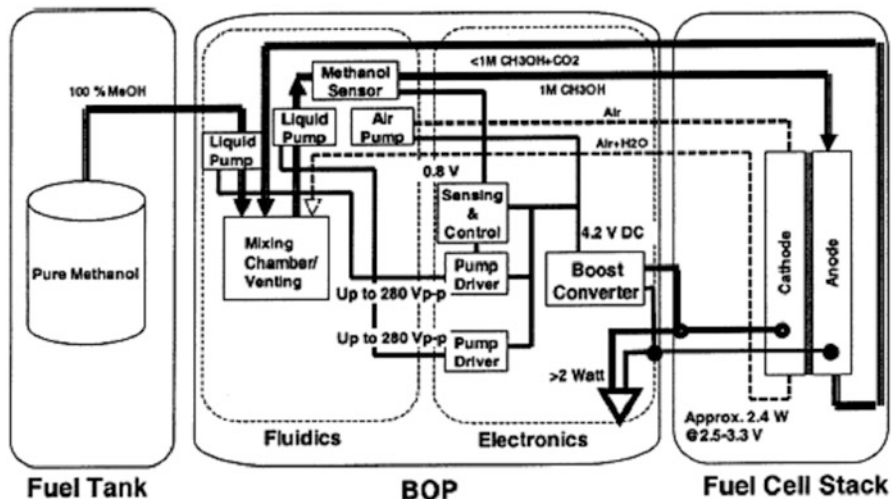 100 % MeOH
Pure Methanol
Fuel Tank
Methanol
Sensor
Liquid
Pump
Air
Pump
Liquid
Pump
Mixing
Chamber/
Venting
Fluidics
<1M CH3OH+CO2
1M CH3OH
Air
Air+H2O
0.8 V
Sensing
&
Control
Pump
Driver
Up to 280 Vp-p
Up to 280 Vp-p
Pump
Driver
4.2 V DC
Boost
Converter
>2 Watt
Electronics
BOP
Cathode
Anode
Approx. 2.4 W
@2.5-3.3 V
Fuel Cell Stack